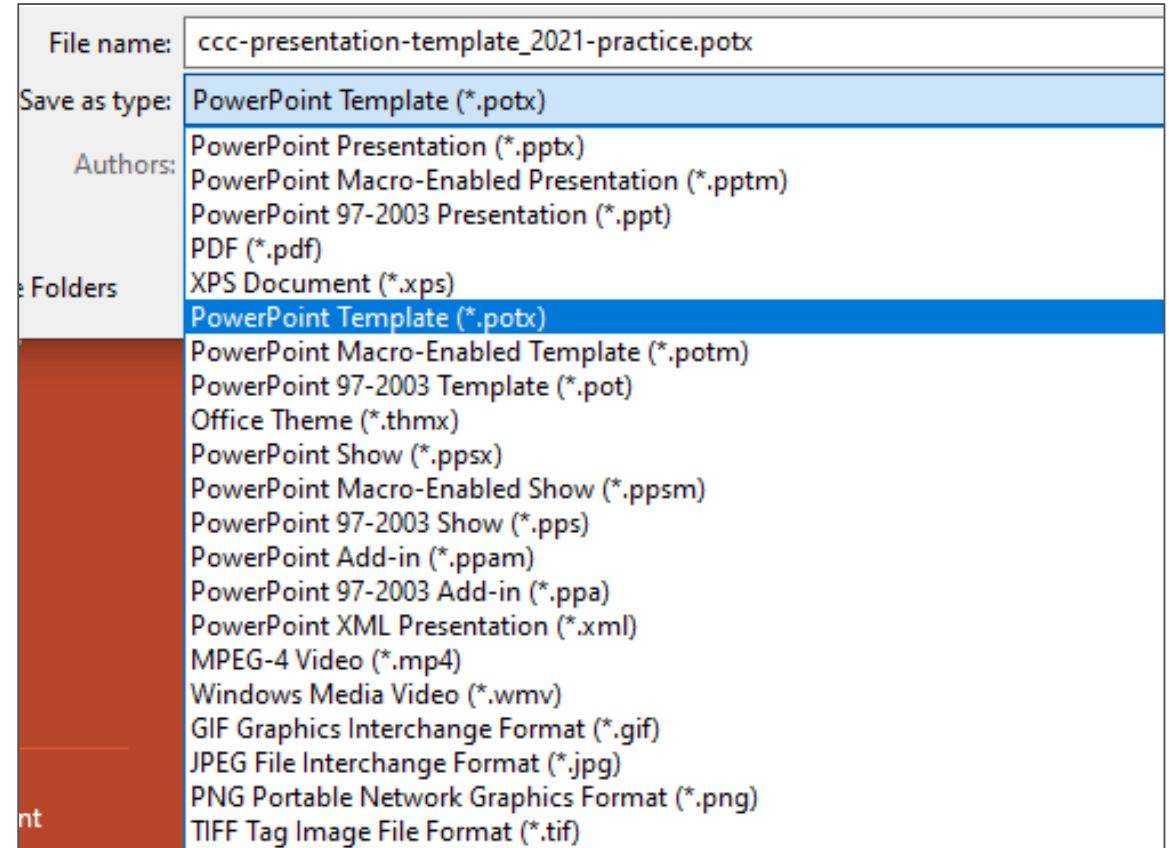 File name: ccc-presentation-template_2021-practice.potx
Save as type: PowerPoint Template (*.potx)
Authors:
PowerPoint Presentation (*.pptx)
PowerPoint Macro-Enabled Presentation (*.pptm)
PowerPoint 97-2003 Presentation (*.ppt)
PDF (*.pdf)
Folders
XPS Document (*.xps)
PowerPoint Template (*.potx)
PowerPoint Macro-Enabled Template (*.potm)
PowerPoint 97-2003 Template (*.pot)
Office Theme (*.thmx)
PowerPoint Show (*.ppsx)
PowerPoint Macro-Enabled Show (*.ppsm)
PowerPoint 97-2003 Show (*.pps)
PowerPoint Add-in (*.ppam)
PowerPoint 97-2003 Add-in (*.ppa)
PowerPoint XML Presentation (*.xml)
MPEG-4 Video (*.mp4)
Windows Media Video (*.wmv)
GIF Graphics Interchange Format (*.gif)
JPEG File Interchange Format (*.jpg)
PNG Portable Network Graphics Format (*.png)
nt
TIFF Tag Image File Format (*.tif)